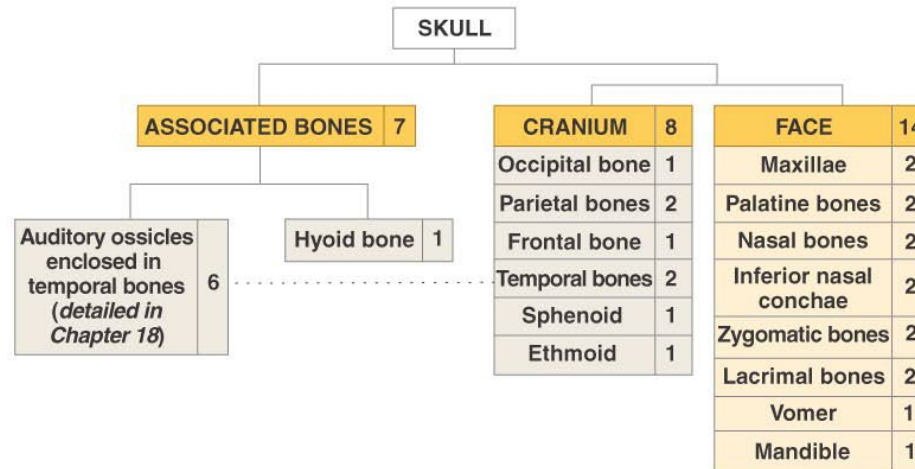 SKULL
ASSOCIATED BONES 7
Auditory ossicles
enclosed in
temporal bones
(detailed in
Chapter 18)
6
Hyoid bone 1
CRANIUM 8
Occipital bone 1
Parietal bones 2
Frontal bone 1
Temporal bones 2
Sphenoid 1
Ethmoid 1
FACE 14
Maxillae 2
Palatine bones 2
Nasal bones 2
Inferior nasal
conchae
2
Zygomatic bones 2
Lacrimal bones 2
Vomer 1
Mandible 1